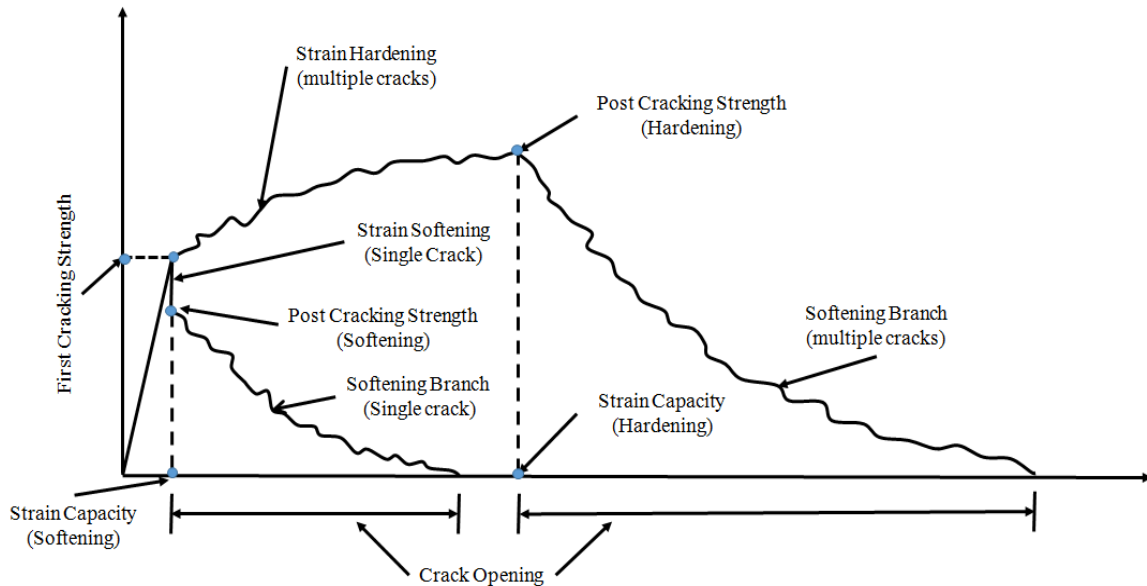 Strain Hardening
(multiple cracks)
Post Cracking Strength
(Hardening)
First Cracking Strength
Strain Softening
(Single Crack)
Post Cracking Strength
(Softening)
Softening Branch
(multiple cracks)
Softening Branch
(Single crack)
Strain Capacity
(Hardening)
Strain Capacity
(Softening)
Crack Opening